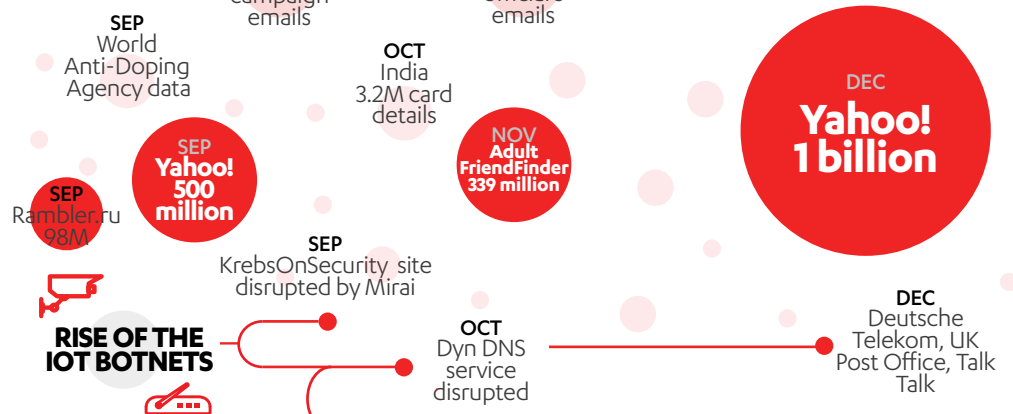 emails
emails
SEP
World
Anti-Doping
Agency data
OCT
India
3.2M card
details
DEC
Yahoo!
1 billion
SEP
Yahoo!
500
million
NOV
Adult
FriendFinder
339 million
SEP
Rambler.ru
98M
SEP
KrebsOnSecurity site
disrupted by Mirai
RISE OF THE
IOT BOTNETS
OCT
Dyn DNS
service
disrupted
DEC
Deutsche
Telekom, UK
Post Office, Talk
Talk